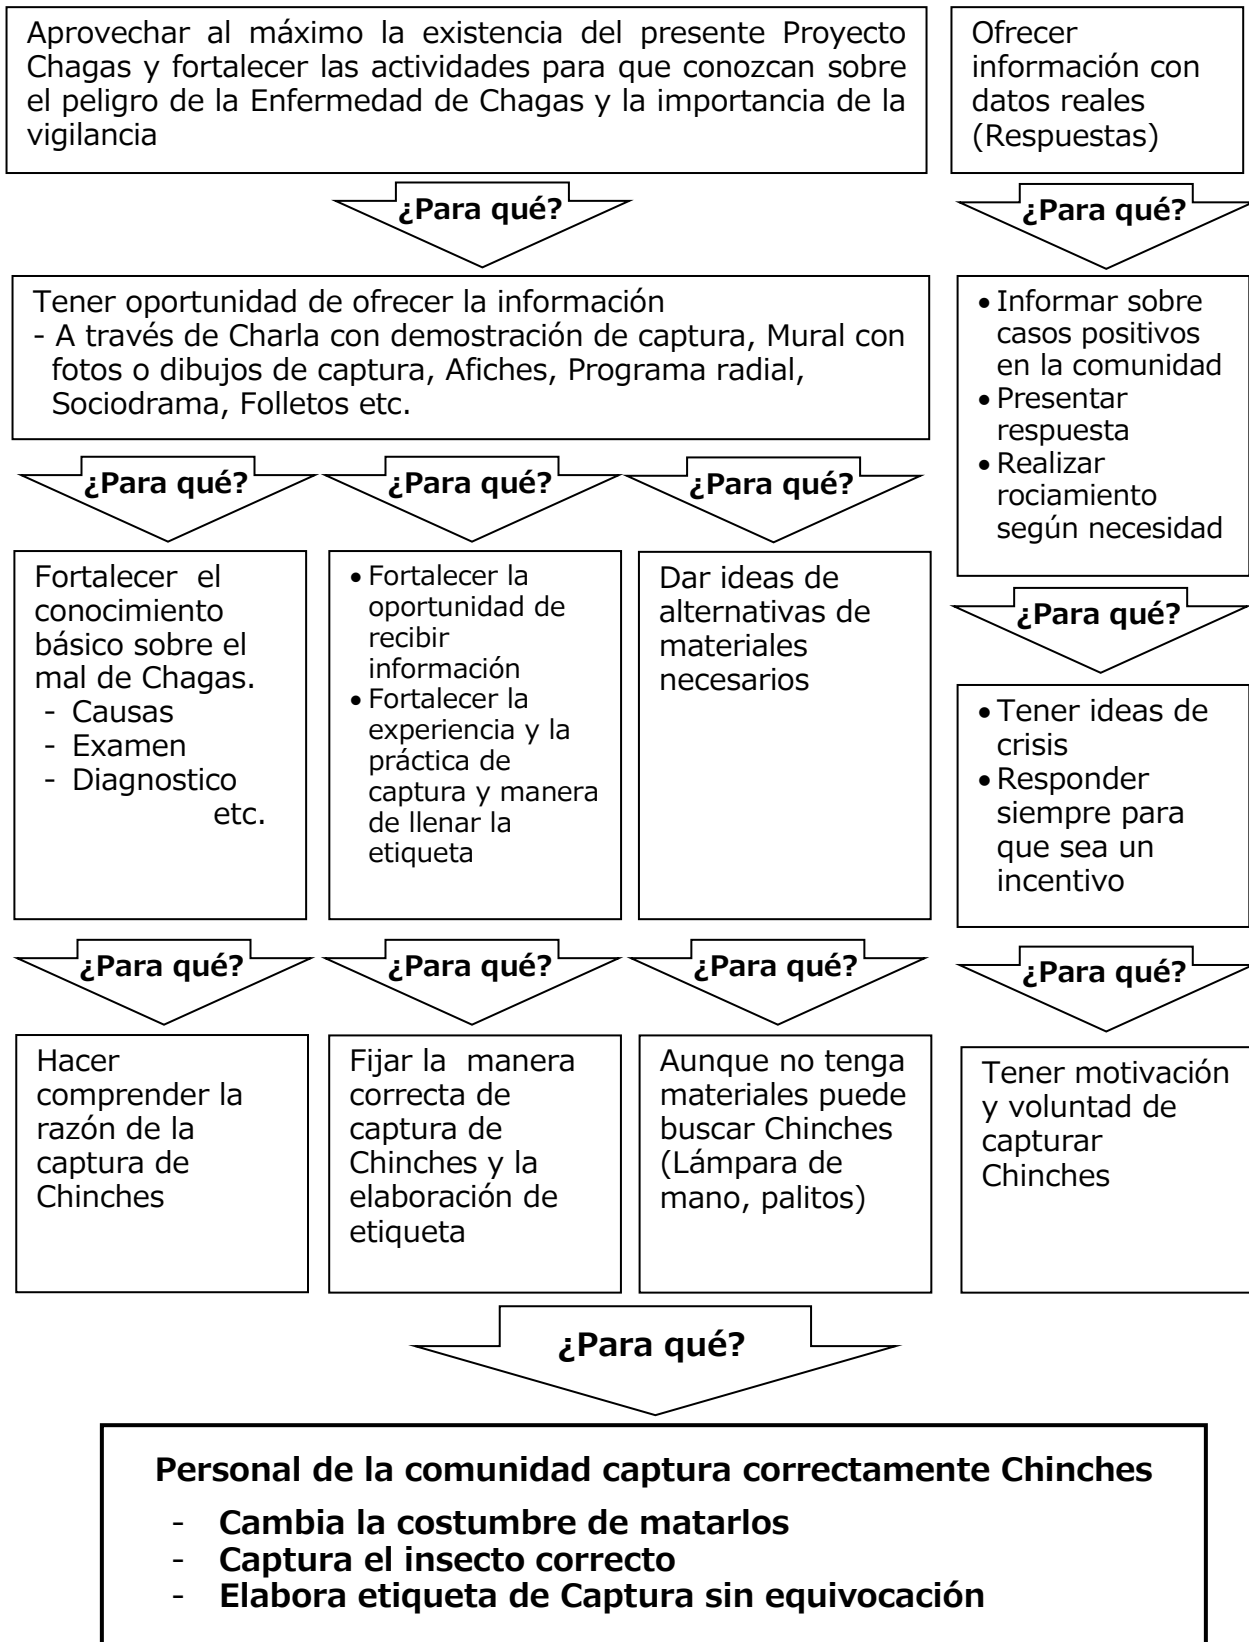 Aprovechar al máximo la existencia del presente Proyecto
Chagas y fortalecer las actividades para que conozcan sobre
el peligro de la Enfermedad de Chagas y la importancia de la
vigilancia
Ofrecer
información con
datos reales
(Respuestas)
¿Para qué?
¿Para qué?
Tener oportunidad de ofrecer la información
- A través de Charla con demostración de captura, Mural con
fotos o dibujos de captura, Afiches, Programa radial,
Sociodrama, Folletos etc.
• Informar sobre
casos positivos
en la comunidad
• Presentar
respuesta
• Realizar
rociamiento
según necesidad
¿Para qué?
¿Para qué?
¿Para qué?
¿Para qué?
Fortalecer el
conocimiento
básico sobre el
mal de Chagas.
- Causas
- Examen
- Diagnostico
etc.
• Fortalecer la
oportunidad de
recibir
información
• Fortalecer la
experiencia y la
práctica de
captura y manera
de llenar la
etiqueta
Dar ideas de
alternativas de
materiales
necesarios
• Tener ideas de
crisis
• Responder
siempre para
que sea un
incentivo
¿Para qué?
¿Para qué?
¿Para qué?
¿Para qué?
Hacer
comprender la
razón de la
captura de
Chinches
Fijar la manera
correcta de
captura de
Chinches y la
elaboración de
etiqueta
Aunque no tenga
materiales puede
buscar Chinches
(Lámpara de
mano, palitos)
Tener motivación
y voluntad de
capturar
Chinches
¿Para qué?
Personal de la comunidad captura correctamente Chinches
- Cambia la costumbre de matarlos
- Captura el insecto correcto
- Elabora etiqueta de Captura sin equivocación